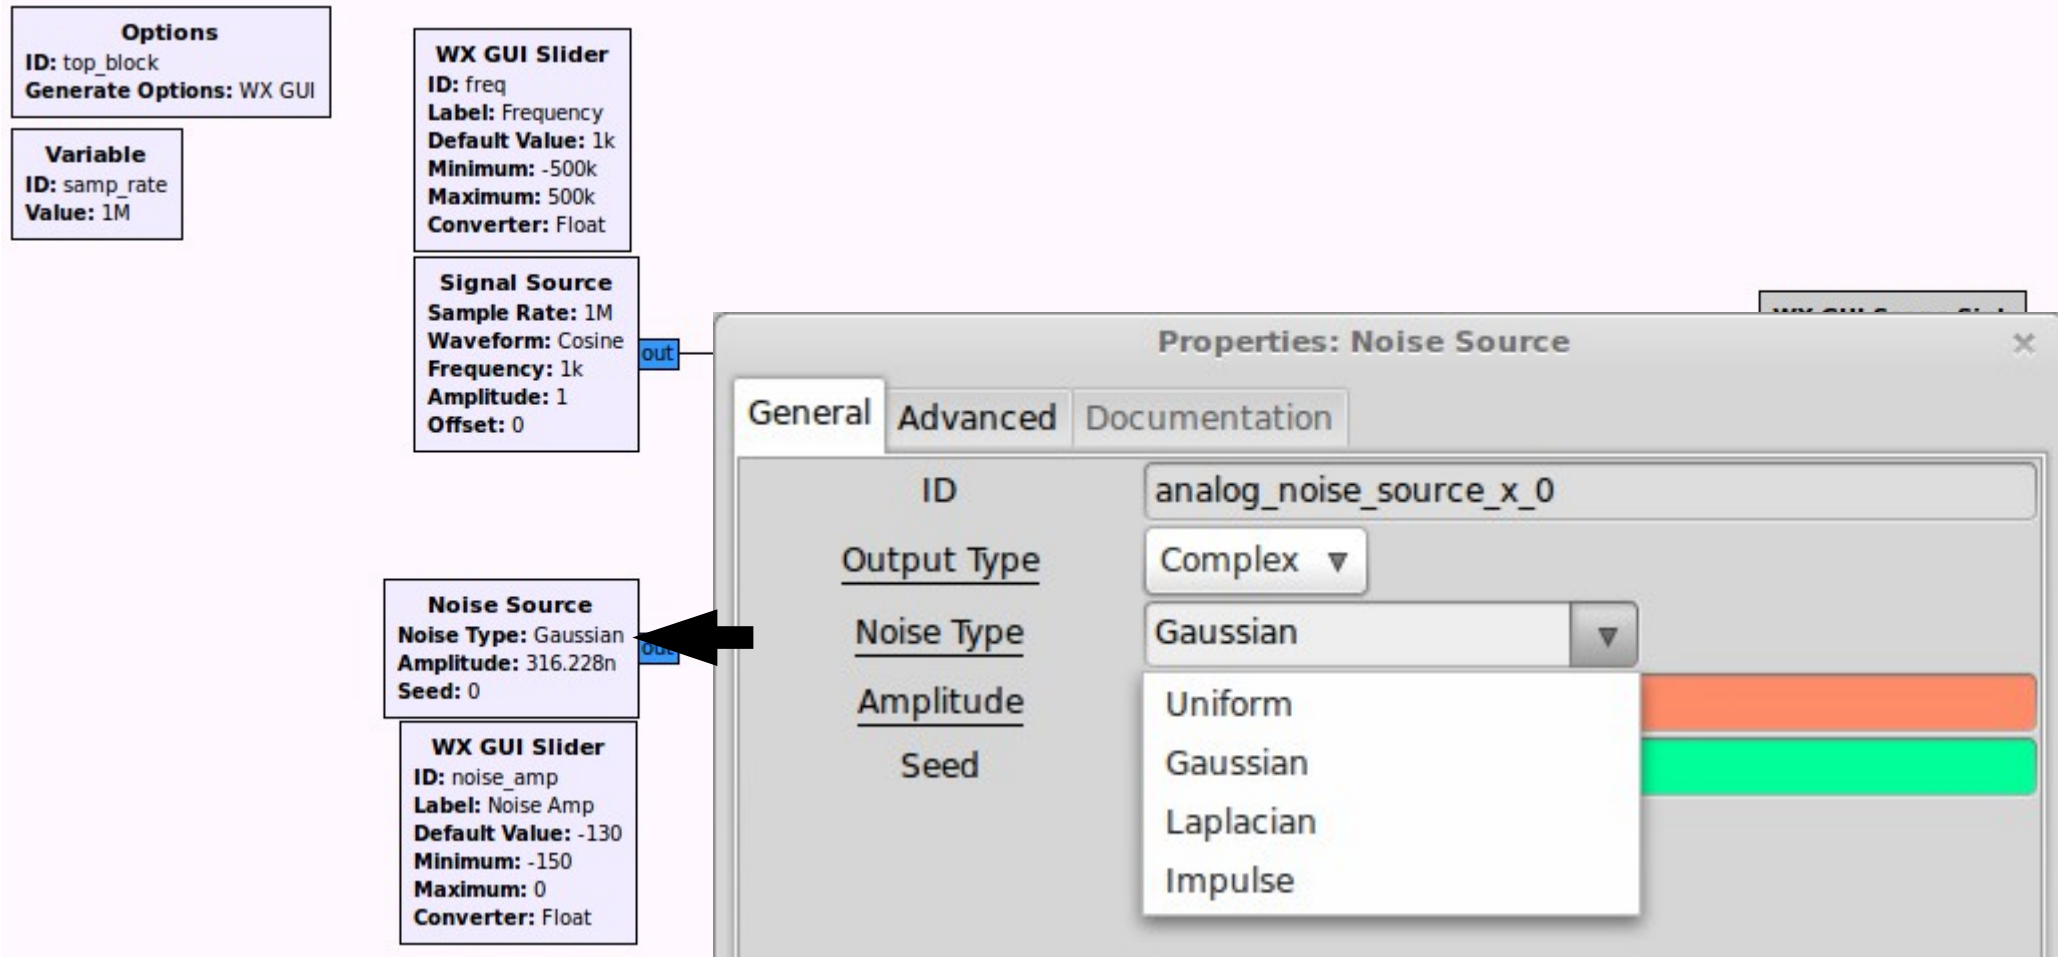 Options
ID: top_block
Generate Options: WX GUI
Variable
ID: samp_rate
Value: 1M
WX GUI Slider
ID: freq
Label: Frequency
Default Value: 1k
Minimum: -500k
Maximum: 500k
Converter: Float
Signal Source
Sample Rate: 1M
Waveform: Cosine
Frequency: 1k
Amplitude: 1
Offset: 0
out
Noise Source
Noise Type: Gaussian
Amplitude: 316.228n
Seed: 0
out
WX GUI Slider
ID: noise_amp
Label: Noise Amp
Default Value: -130
Minimum: -150
Maximum: 0
Converter: Float
WX GUI
Properties: Noise Source
General Advanced Documentation
ID analog_noise_source_x_0
Output Type Complex
Noise Type Gaussian
Amplitude
Seed
Uniform
Gaussian
Laplacian
Impulse